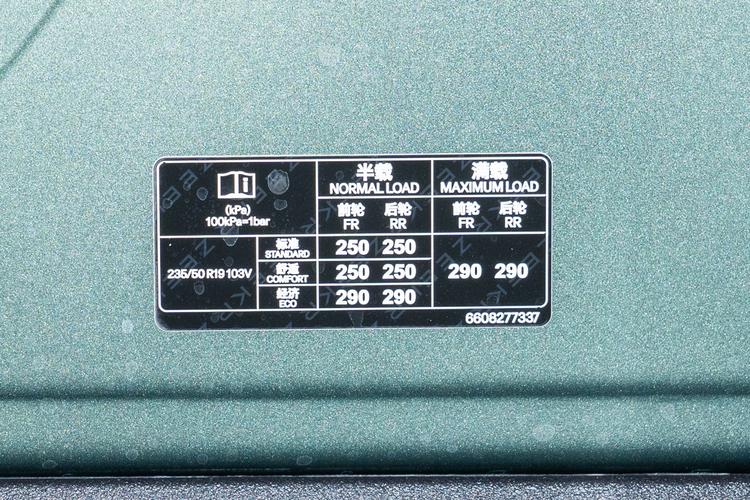 半载 满载
NORMAL LOAD MAXIMUM LOAD
(kPa) 前轮 后轮 前轮 后轮
100kPa=1bar FR RR FR RR
标准 250 250
STANDARD
235/50 R19 103V 舒适 250 250 290 290
COMFORT
经济 290 290
ECO
6608277337